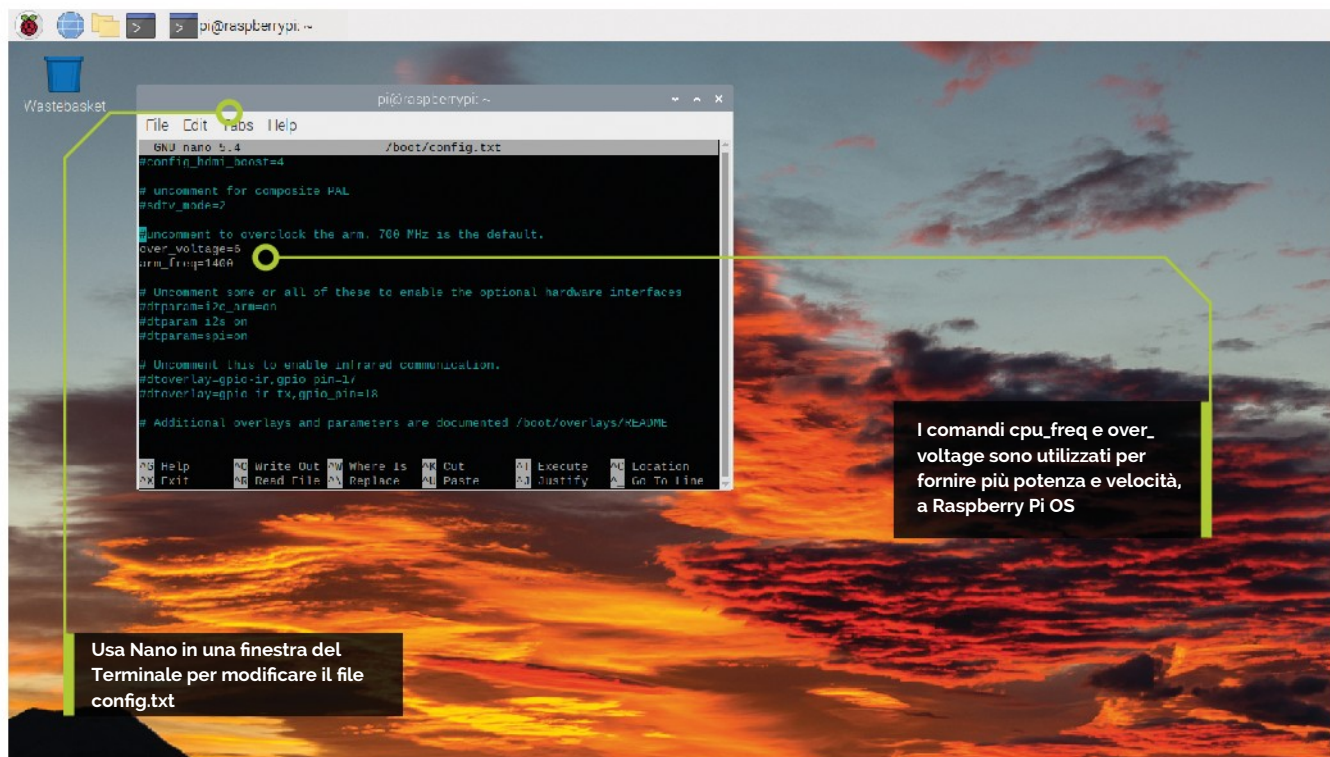 pi@raspberrypi: ~
Wastebasket
pi@raspberrypi: ~
File Edit Tabs Help
GNU nano 5.4 /boot/config.txt
#config_hdmi_boost=4
# uncomment for composite PAL
#sdtv_mode=2
#uncomment to overclock the arm. 700 MHz is the default.
over_voltage=6
arm_freq=1400
# Uncomment some or all of these to enable the optional hardware interfaces
#dtparam=i2c_arm=on
#dtparam=i2s=on
#dtparam=spi=on
# Uncomment this to enable infrared communication.
#dtoverlay=gpio-ir,gpio_pin=17
#dtoverlay=gpio-ir-tx,gpio_pin=18
# Additional overlays and parameters are documented /boot/overlays/README
^G Help ^O Write Out ^W Where Is ^K Cut ^T Execute ^C Location
^X Exit ^R Read File ^\ Replace ^U Paste ^J Justify ^_ Go To Line
I comandi cpu_freq e over_
voltage sono utilizzati per
fornire più potenza e velocità,
a Raspberry Pi OS
Usa Nano in una finestra del
Terminale per modificare il file
config.txt